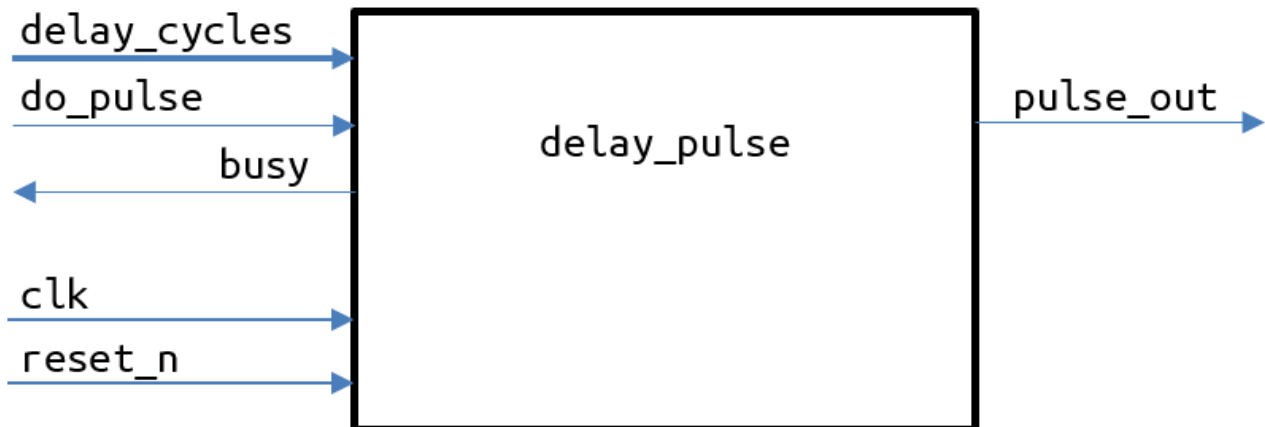 delay_cycles
do_pulse
busy
clk
reset_n
delay_pulse
pulse_out